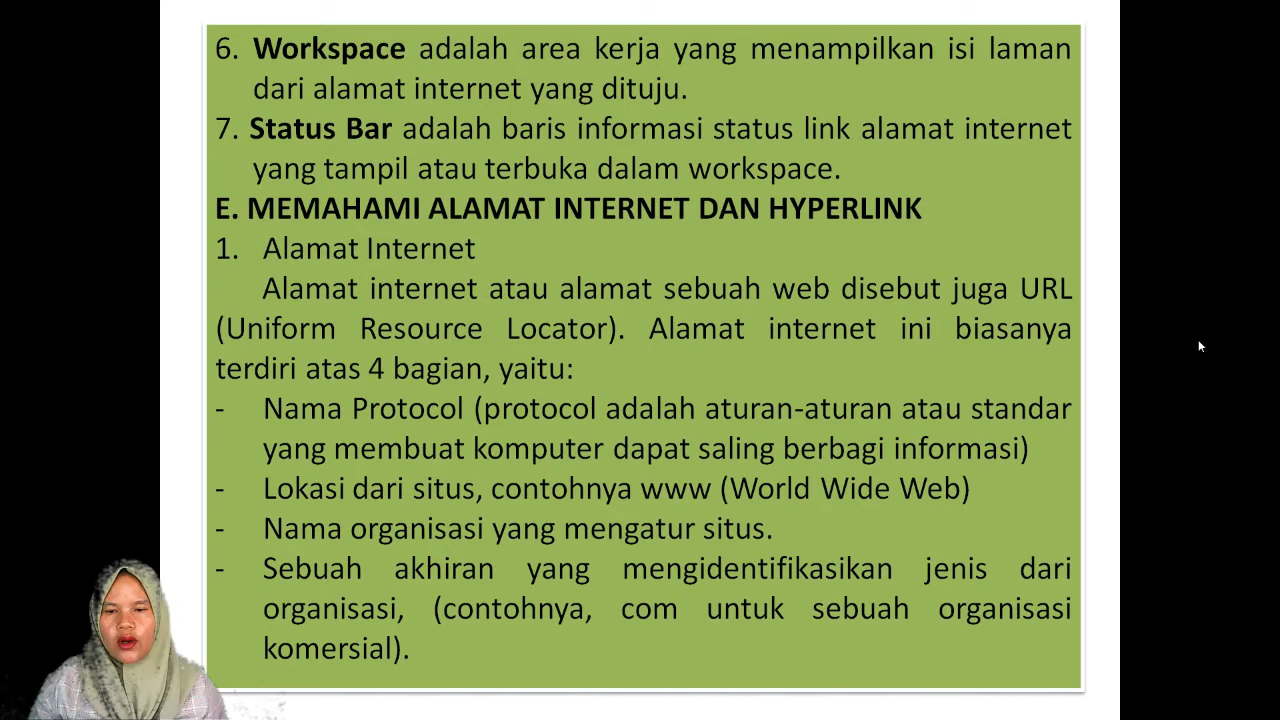 6. Workspace adalah area kerja yang menampilkan isi laman
dari alamat internet yang dituju.
7. Status Bar adalah baris informasi status link alamat internet
yang tampil atau terbuka dalam workspace.
E. MEMAHAMI ALAMAT INTERNET DAN HYPERLINK
1. Alamat Internet
Alamat internet atau alamat sebuah web disebut juga URL
(Uniform Resource Locator). Alamat internet ini biasanya
terdiri atas 4 bagian, yaitu:
- Nama Protocol (protocol adalah aturan-aturan atau standar
yang membuat komputer dapat saling berbagi informasi)
- Lokasi dari situs, contohnya www (World Wide Web)
- Nama organisasi yang mengatur situs.
- Sebuah akhiran yang mengidentifikasikan jenis dari
organisasi, (contohnya, com untuk sebuah organisasi
komersial).